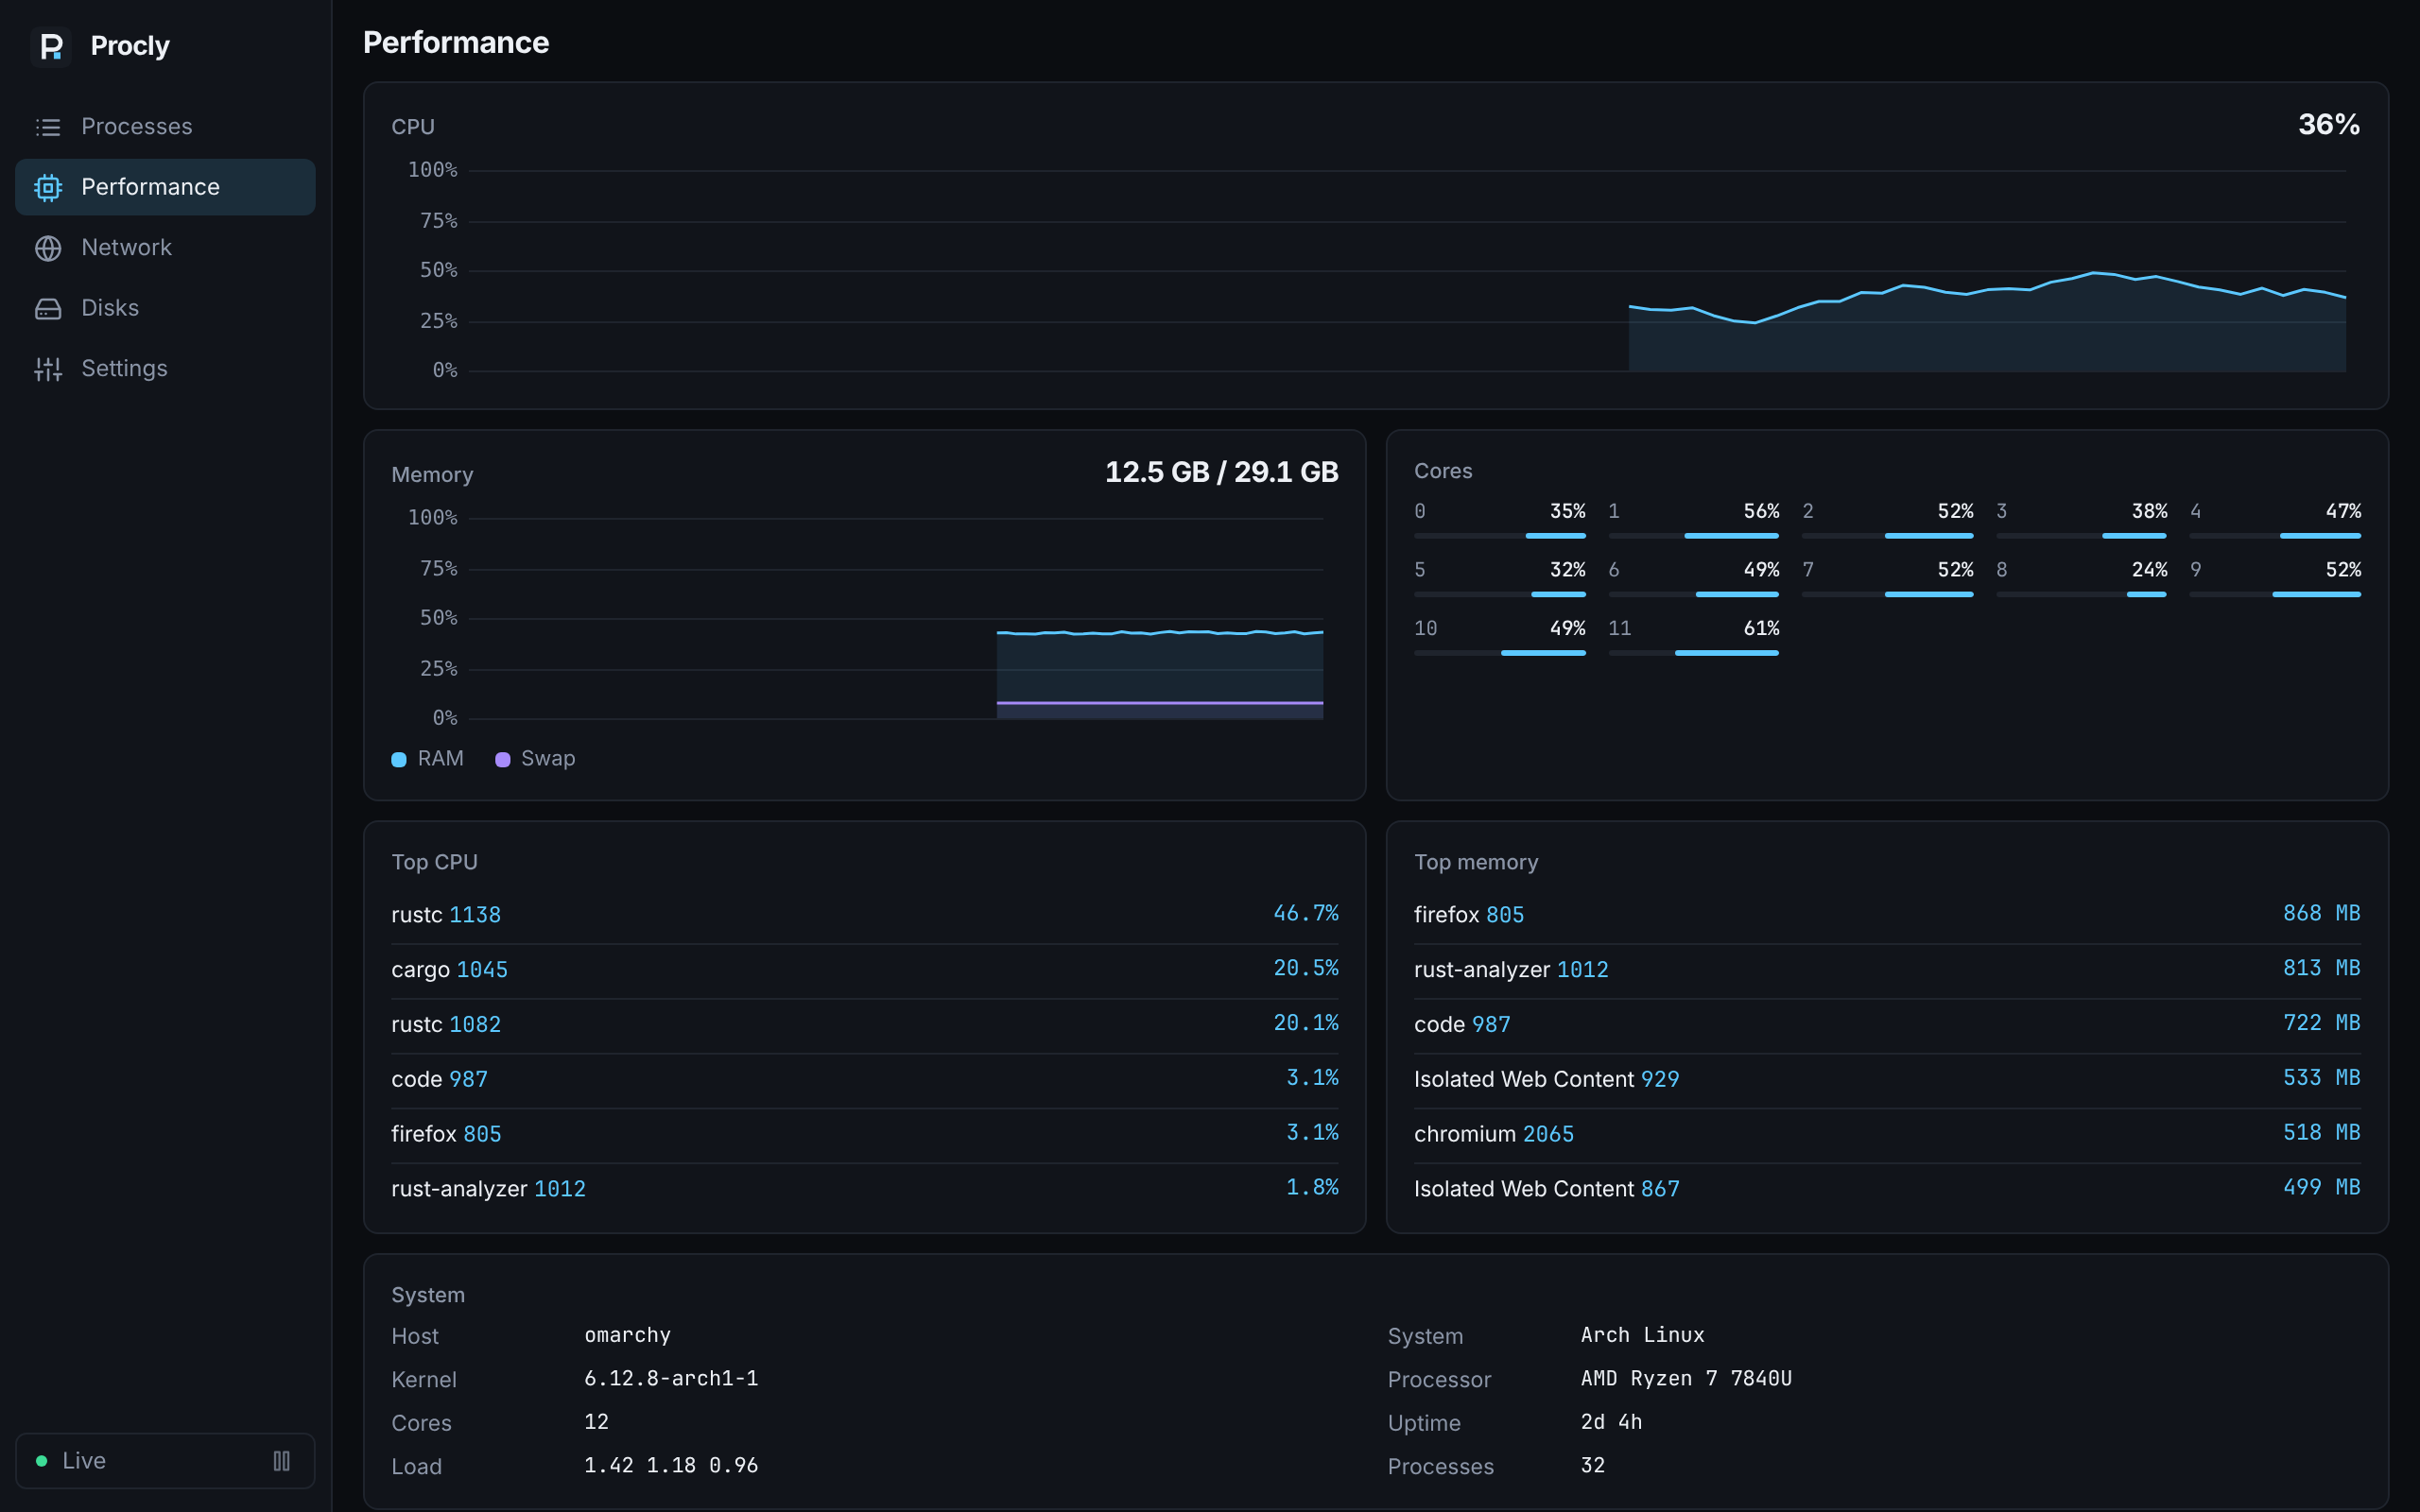 Procly
Processes
Performance
Network
Disks
Settings
Live
Performance
CPU
36%
100%
75%
50%
25%
0%
Memory
12.5 GB / 29.1 GB
100%
75%
50%
25%
0%
RAM Swap
Cores
0 35% 1 56% 2 52% 3 38% 4 47%
5 32% 6 49% 7 52% 8 24% 9 52%
10 49% 11 61%
Top CPU
rustc 1138 46.7%
cargo 1045 20.5%
rustc 1082 20.1%
code 987 3.1%
firefox 805 3.1%
rust-analyzer 1012 1.8%
Top memory
firefox 805 868 MB
rust-analyzer 1012 813 MB
code 987 722 MB
Isolated Web Content 929 533 MB
chromium 2065 518 MB
Isolated Web Content 867 499 MB
System
Host omarchy System Arch Linux
Kernel 6.12.8-arch1-1 Processor AMD Ryzen 7 7840U
Cores 12 Uptime 2d 4h
Load 1.42 1.18 0.96 Processes 32